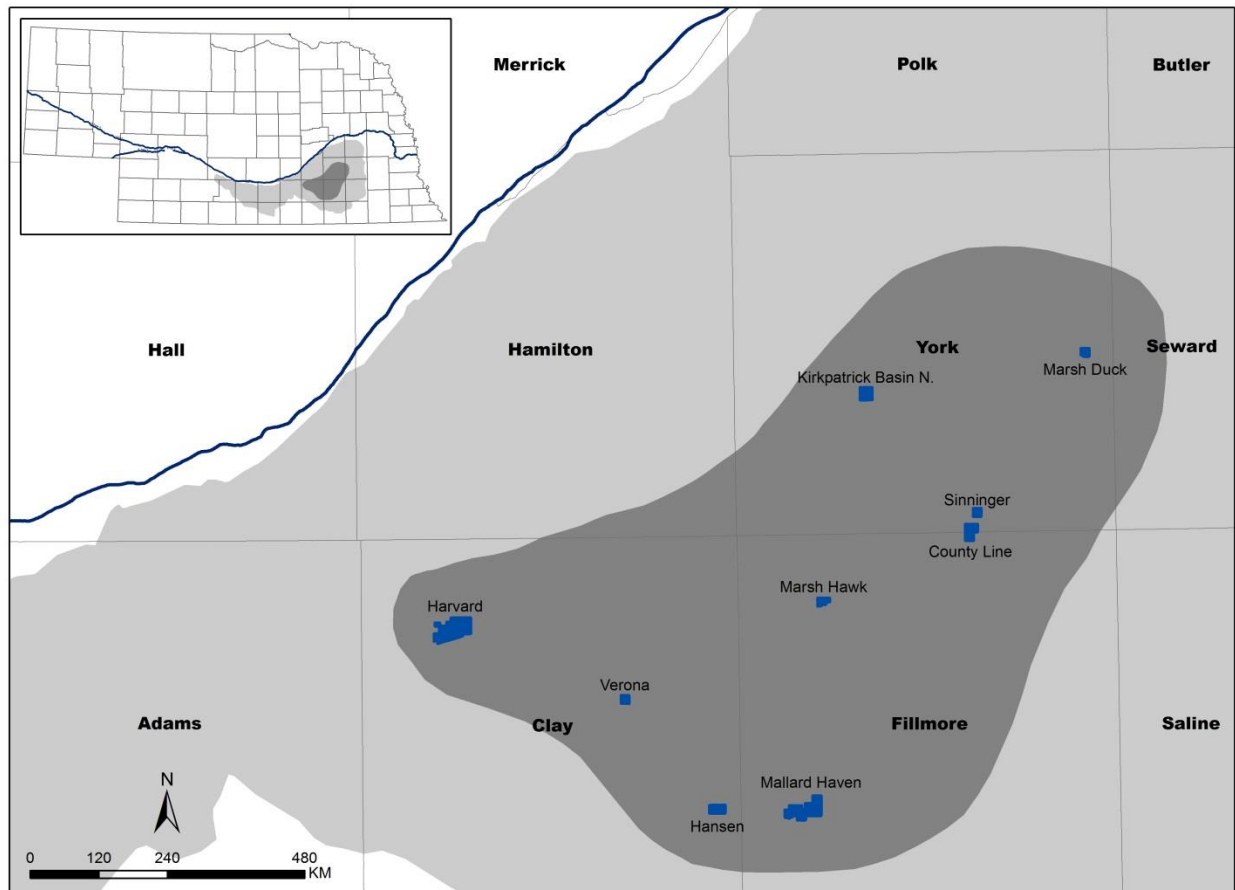 Merrick
Polk
Butler
Hall
Hamilton
York
Seward
Marsh Duck
Kirkpatrick Basin N.
Sinninger
County Line
Marsh Hawk
Harvard
Verona
Adams
Clay
Fillmore
Saline
N
Mallard Haven
Hansen
0 120 240 480
KM